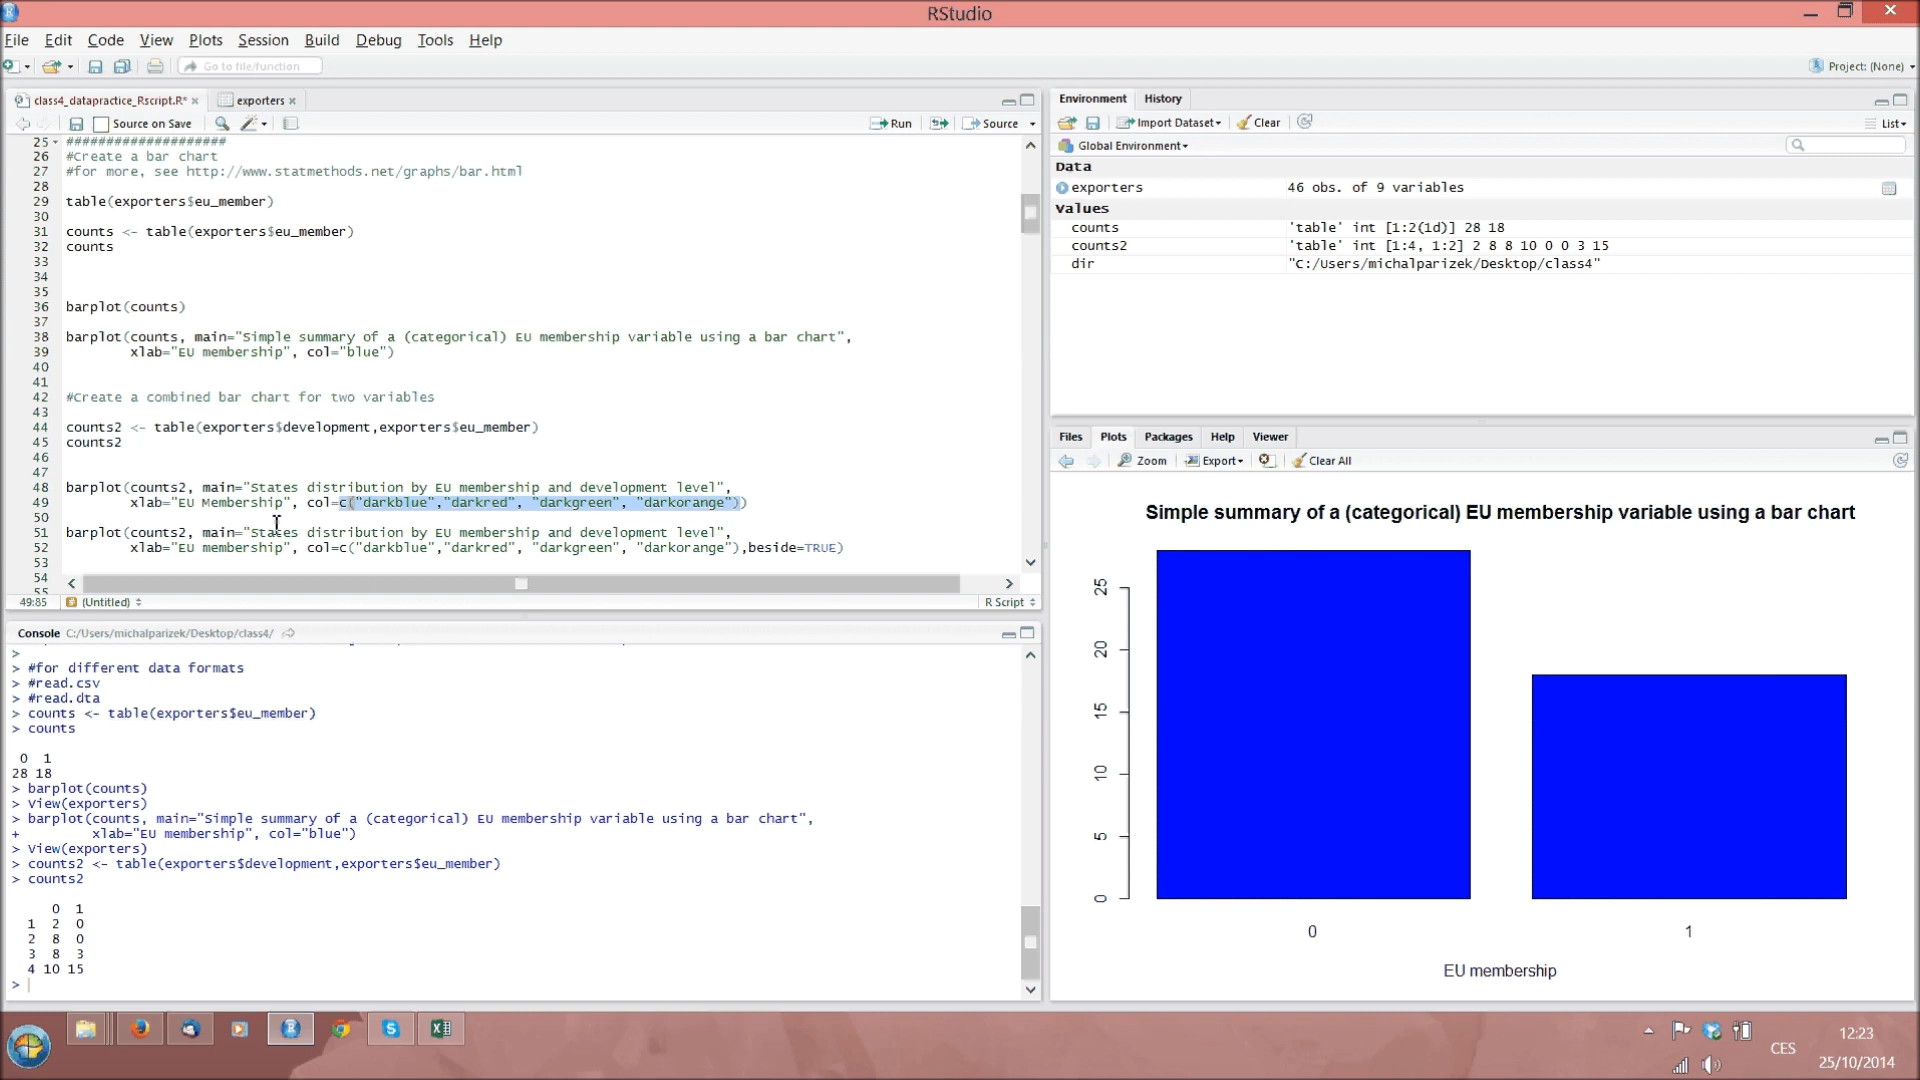 RStudio
File Edit Code View Plots Session Build Debug Tools Help
Go to file/function
Project: (None)
class4_datapractice_Rscript.R*
exporters
Source on Save
Run
Source
25 ####################
26 #Create a bar chart
27 #for more, see http://www.statmethods.net/graphs/bar.html
28
29 table(exporters$eu_member)
30
31 counts <- table(exporters$eu_member)
32 counts
33
34
35
36 barplot(counts)
37
38 barplot(counts, main="Simple summary of a (categorical) EU membership variable using a bar chart",
39 xlab="EU membership", col="blue")
40
41
42 #Create a combined bar chart for two variables
43
44 counts2 <- table(exporters$development,exporters$eu_member)
45 counts2
46
47
48 barplot(counts2, main="States distribution by EU membership and development level",
49 xlab="EU Membership", col=c("darkblue","darkred", "darkgreen", "darkorange"))
50
51 barplot(counts2, main="States distribution by EU membership and development level",
52 xlab="EU membership", col=c("darkblue","darkred", "darkgreen", "darkorange"),beside=TRUE)
53
54
55
49:85 (Untitled) R Script
Console C:/Users/michalparizek/Desktop/class4/
>
> #for different data formats
> #read.csv
> #read.dta
> counts <- table(exporters$eu_member)
> counts
0 1
28 18
> barplot(counts)
> View(exporters)
> barplot(counts, main="Simple summary of a (categorical) EU membership variable using a bar chart",
+ xlab="EU membership", col="blue")
> View(exporters)
> counts2 <- table(exporters$development,exporters$eu_member)
> counts2
0 1
1 2 0
2 8 0
3 8 3
4 10 15
>
Environment History
Import Dataset Clear
List
Global Environment
Data
exporters 46 obs. of 9 variables
Values
counts 'table' int [1:2(1d)] 28 18
counts2 'table' int [1:4, 1:2] 2 8 8 10 0 0 3 15
dir "C:/Users/michalparizek/Desktop/class4"
Files Plots Packages Help Viewer
Zoom Export Clear All
Simple summary of a (categorical) EU membership variable using a bar chart
25
20
15
10
5
0
0 1
EU membership
CES
12:23
25/10/2014